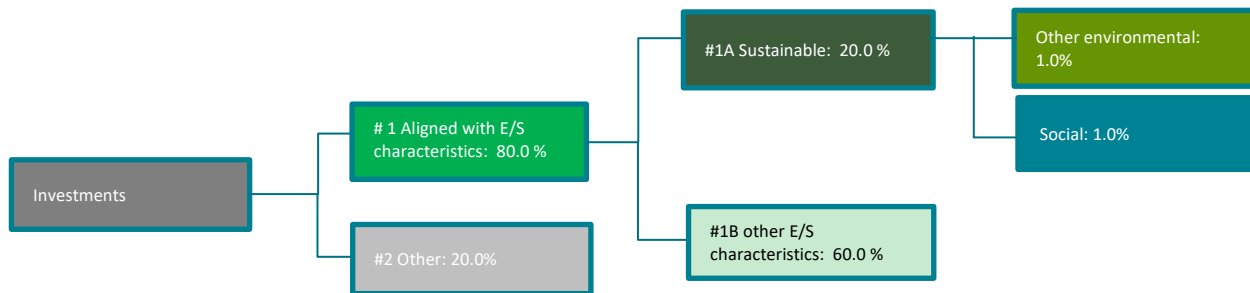 #1A Sustainable:  20.0 %
Other environmental:
1.0%
Social: 1.0%
# 1 Aligned with E/S
characteristics:  80.0 %
Investments
#2 Other: 20.0%
#1B other E/S
characteristics:  60.0 %